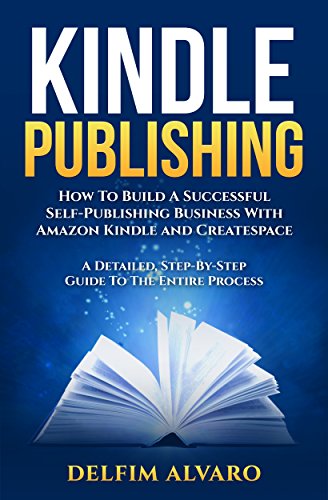 KINDLE
PUBLISHING
How To Build A Successful
Self-Publishing Business With
Amazon Kindle and Createspace
A Detailed, Step-By-Step
Guide To The Entire Process
DELFIM ALVARO